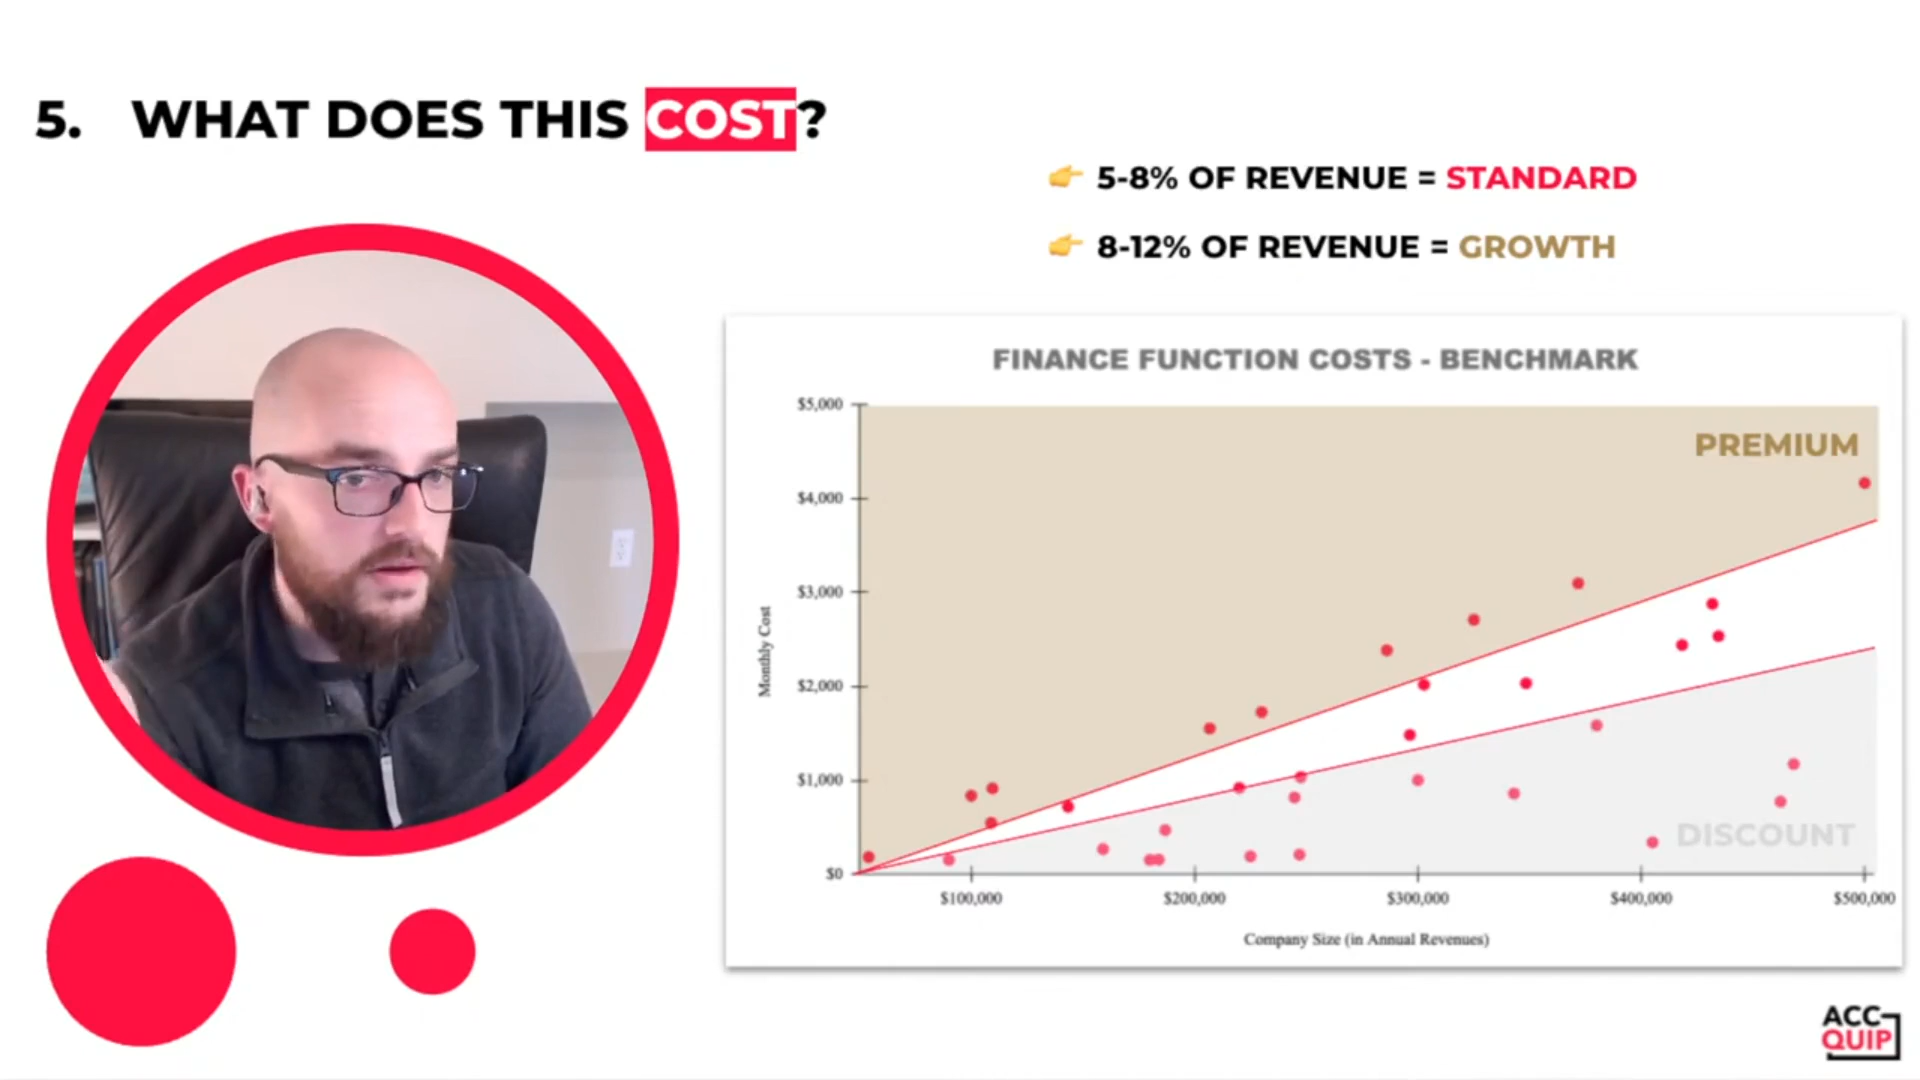 5. WHAT DOES THIS COST?
👉 5-8% OF REVENUE = STANDARD
👉 8-12% OF REVENUE = GROWTH
FINANCE FUNCTION COSTS - BENCHMARK
$5,000
PREMIUM
$4,000
$3,000
Monthly Cost
$2,000
$1,000
DISCOUNT
$0
$100,000 $200,000 $300,000 $400,000 $500,000
Company Size (in Annual Revenues)
ACC
QUIP